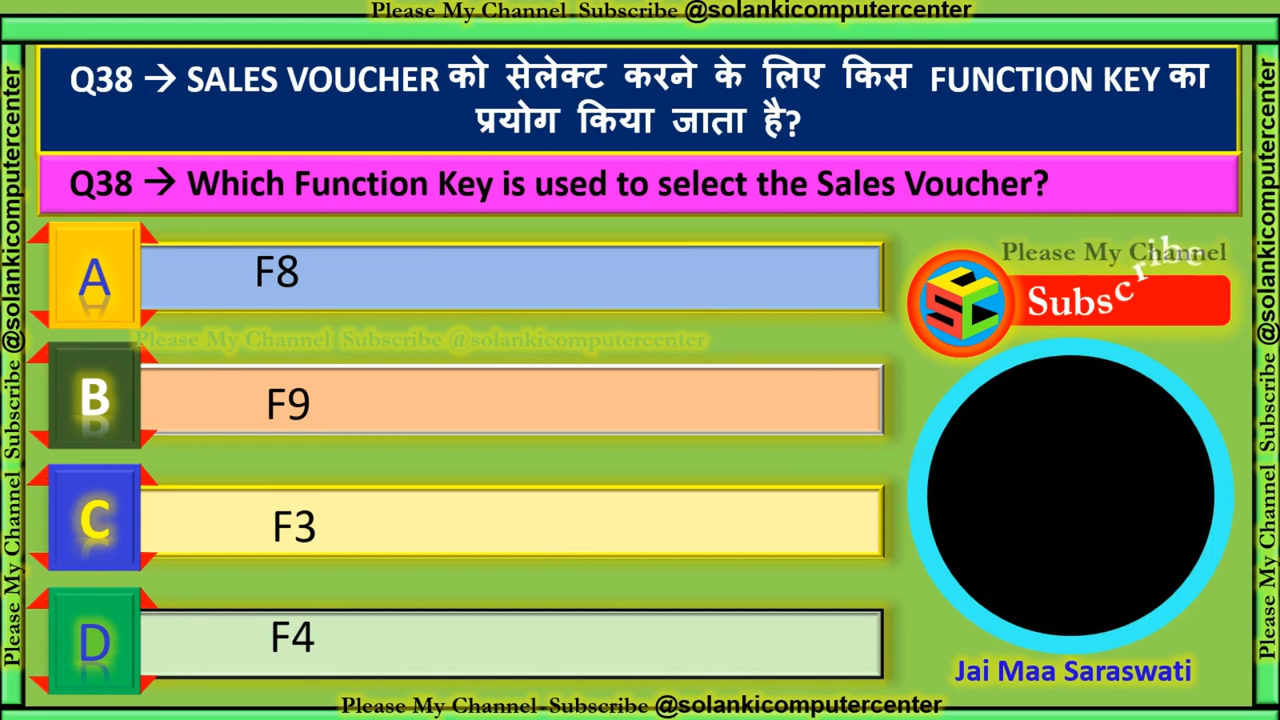 Please My Channel Subscribe @solankicomputercenter
Q38 → SALES VOUCHER को सेलेक्ट करने के लिए किस FUNCTION KEY का
प्रयोग किया जाता है?
Q38 → Which Function Key is used to select the Sales Voucher?
A F8
Please My Channel Subscribe @solankicomputercenter
B F9
C F3
D F4
Please My Channel
Subscribe
SCC
Jai Maa Saraswati
Please My Channel Subscribe @solankicomputercenter
Please My Channel Subscribe @solankicomputercenter
Please My Channel Subscribe @solankicomputercenter